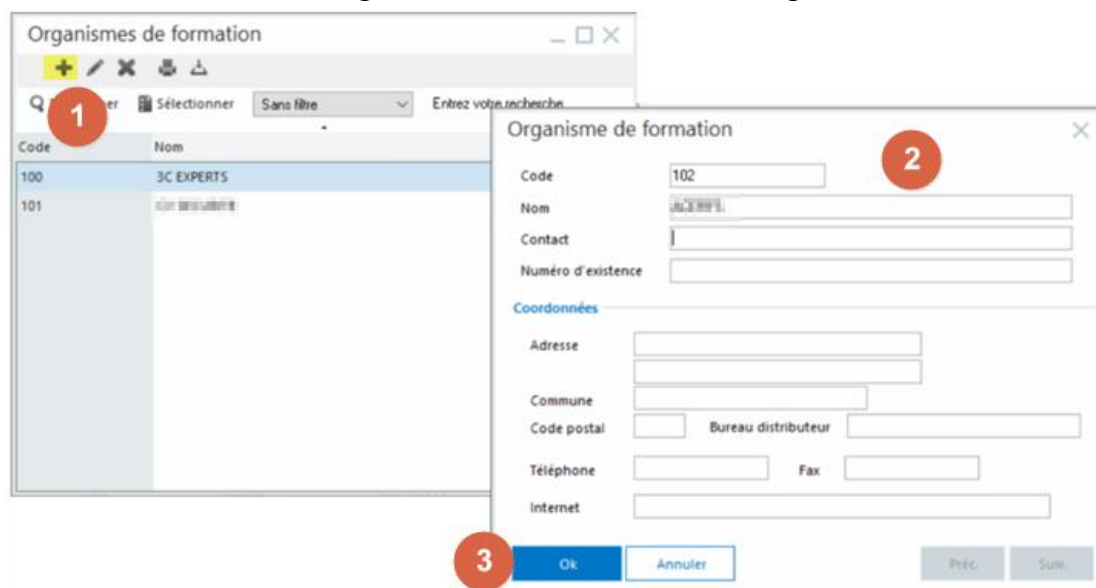 Organismes de formation
Sélectionner Sans filtre Entrez votre recherche
1
Code Nom
100 3C EXPERTS
101
Organisme de formation
2
Code 102
Nom
Contact
Numéro d'existence
Coordonnées
Adresse
Commune
Code postal Bureau distributeur
Téléphone Fax
Internet
3
Ok Annuler Préc. Suiv.